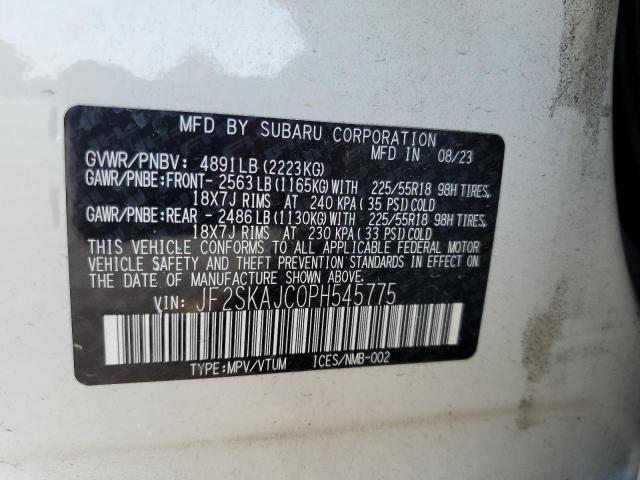 MFD BY SUBARU CORPORATION
MFD IN 08/23
GVWR/PNBV: 4891LB(2223KG)
GAWR/PNBE:FRONT- 2563LB(1165KG)WITH 225/55R18 98H TIRES,
18X7J RIMS AT 240 KPA( 35 PSI)COLD
GAWR/PNBE:REAR - 2486LB(1130KG)WITH 225/55R18 98H TIRES,
18X7J RIMS AT 230 KPA( 33 PSI)COLD
THIS VEHICLE CONFORMS TO ALL APPLICABLE FEDERAL MOTOR
VEHICLE SAFETY AND THEFT PREVENTION STANDARDS IN EFFECT
ON THE DATE OF MANUFACTURE SHOWN ABOVE.
VIN: JF2SKAJC0PH545775
TYPE:MPV/VTUM ICES/NMB-002